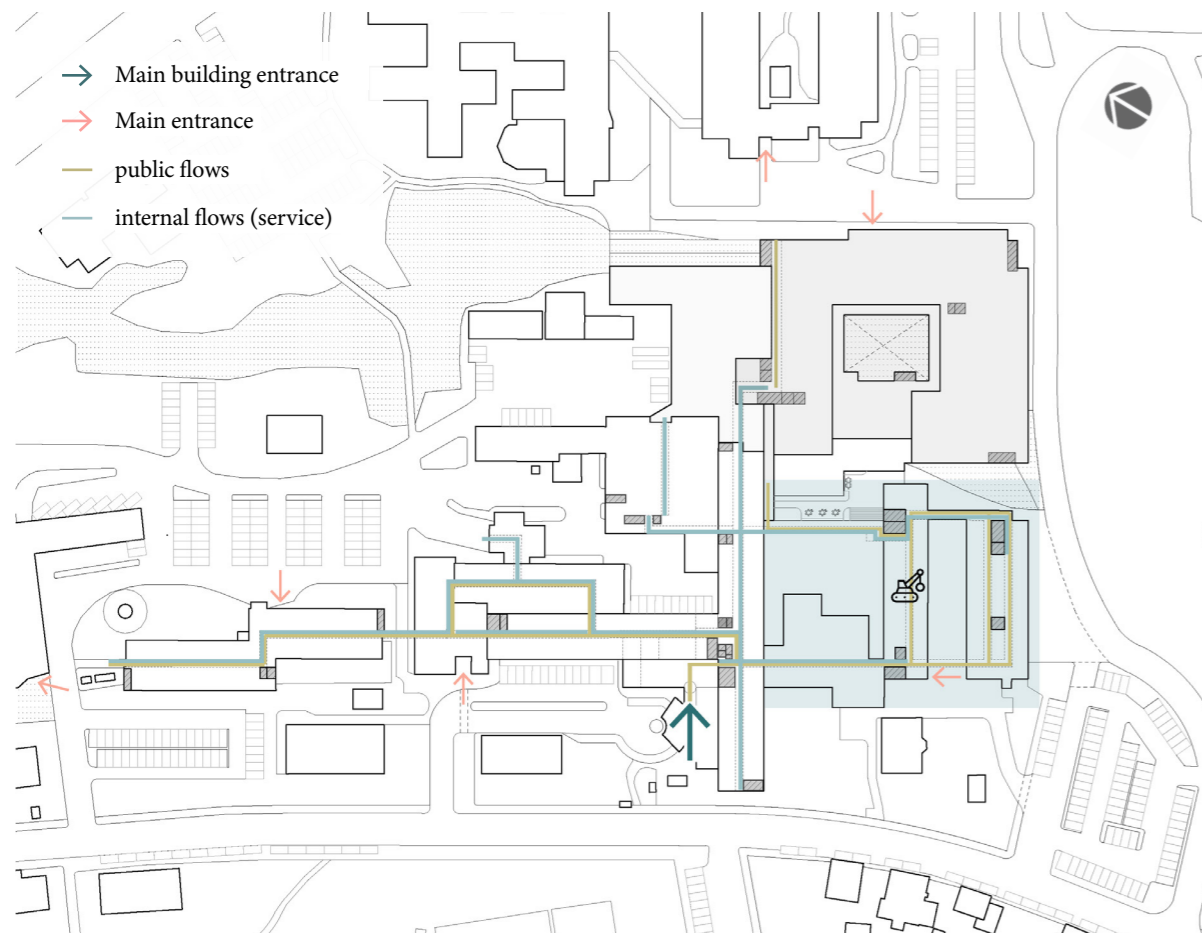 Main building entrance
Main entrance
public flows
internal flows (service)